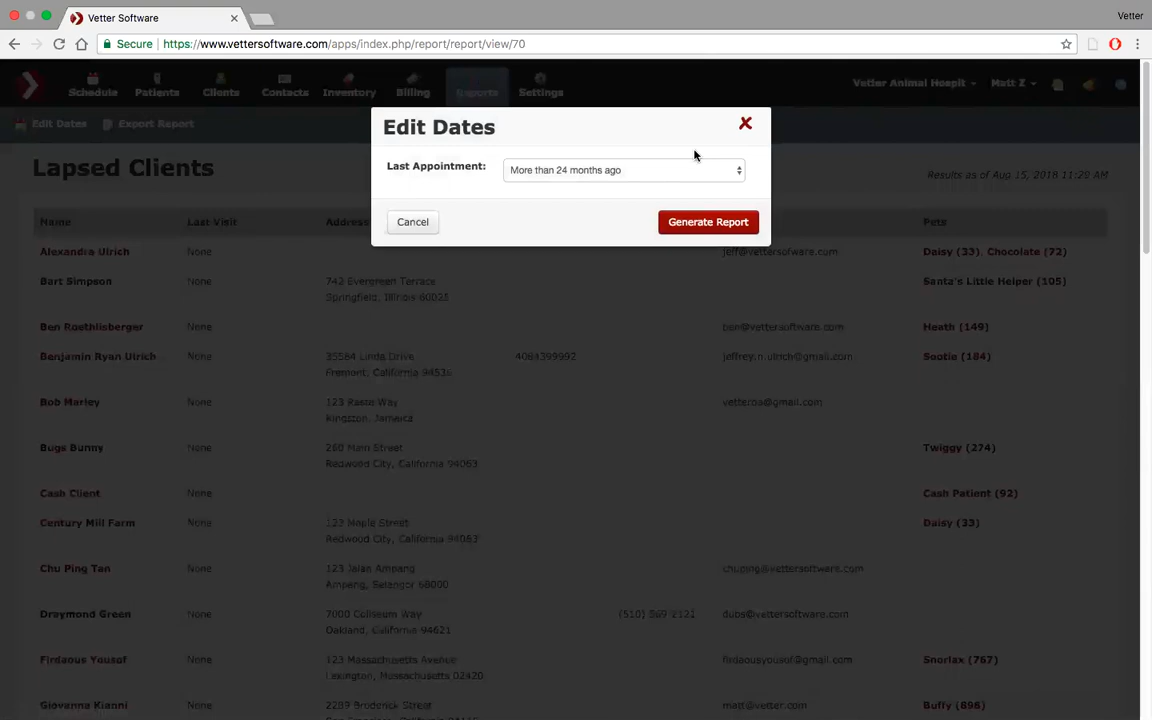 Vetter Software
Vetter
Secure https://www.vettersoftware.com/apps/index.php/report/report/view/70
Schedule Patients Clients Contacts Inventory Billing Reports Settings Vetter Animal Hospit Matt Z
Edit Dates Export Report
Edit Dates
Last Appointment: More than 24 months ago
Cancel Generate Report
Lapsed Clients
Results as of Aug 15, 2018 11:20 AM
Name Last Visit Address Pets
Alexandra Ulrich None jeff@vettersoftware.com Daisy (33), Chocolate (72)
Bart Simpson None 742 Evergreen Terrace Santa's Little Helper (105)
Springfield, Illinois 60025
Ben Roethlisberger None ben@vettersoftware.com Heath (149)
Benjamin Ryan Ulrich None 35584 Linda Drive 4084399992 jeffrey.n.ulrich@gmail.com Sootie (184)
Fremont, California 94536
Bob Marley None 123 Rasta Way
Kingston, Jamaica
Bugs Bunny None 260 Main Street Twiggy (274)
Redwood City, California 94063
Cash Client None Cash Patient (92)
Century Mill Farm None 123 Maple Street Daisy (33)
Redwood City, California 94063
Chu Ping Tan None 123 Jalan Ampang chuping@vettersoftware.com
Ampang, Selangor 68000
Draymond Green None 7000 Coliseum Way (510) 569-2121 dubs@vettersoftware.com
Oakland, California 94621
Firdaous Yousof None 123 Massachusetts Avenue firdaousyousof@gmail.com Snorlax (767)
Lexington, Massachusetts 02420
Giovanna Kianni None 2289 Broderick Street matt@vetter.com Buffy (696)